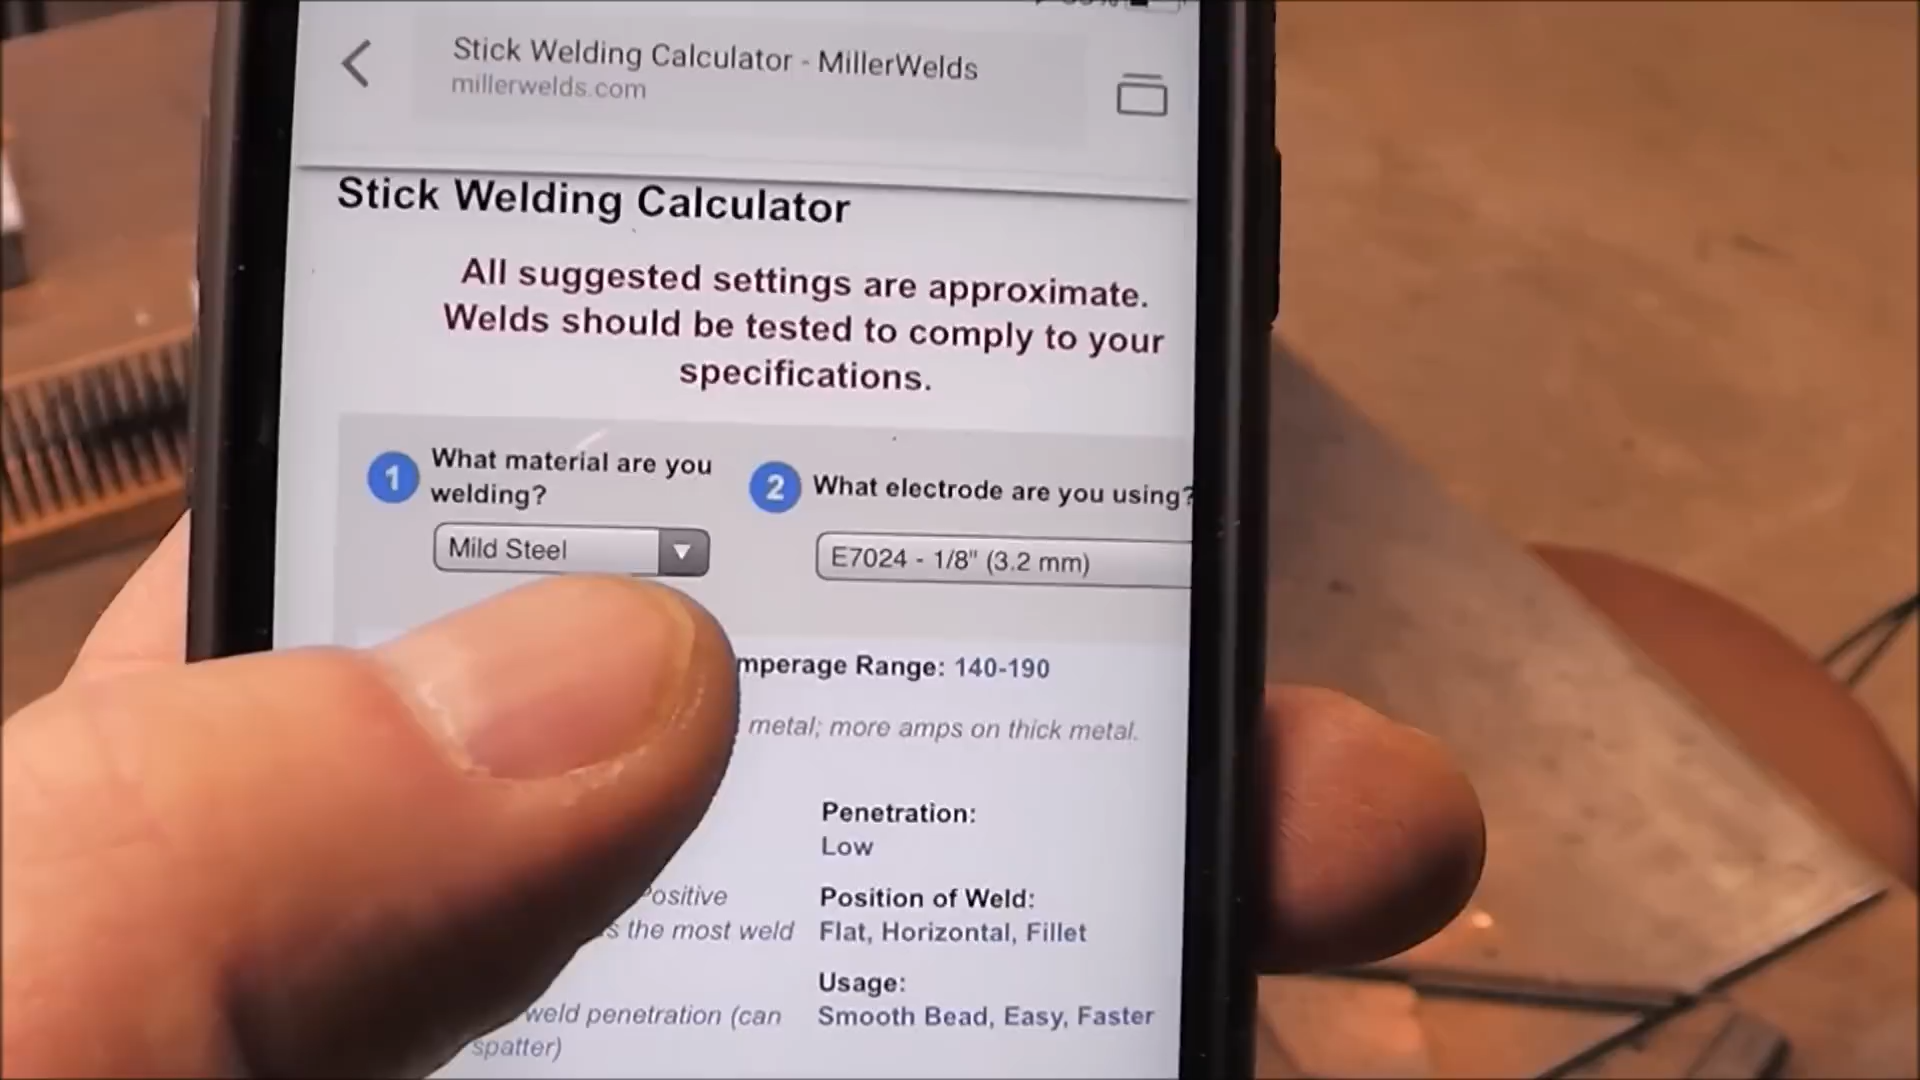 Stick Welding Calculator - MillerWelds
millerwelds.com
Stick Welding Calculator
All suggested settings are approximate.
Welds should be tested to comply to your
specifications.
1 What material are you
welding?
Mild Steel
2 What electrode are you using?
E7024 - 1/8" (3.2 mm)
mperage Range: 140-190
metal; more amps on thick metal.
Positive
s the most weld
weld penetration (can
spatter)
Penetration:
Low
Position of Weld:
Flat, Horizontal, Fillet
Usage:
Smooth Bead, Easy, Faster